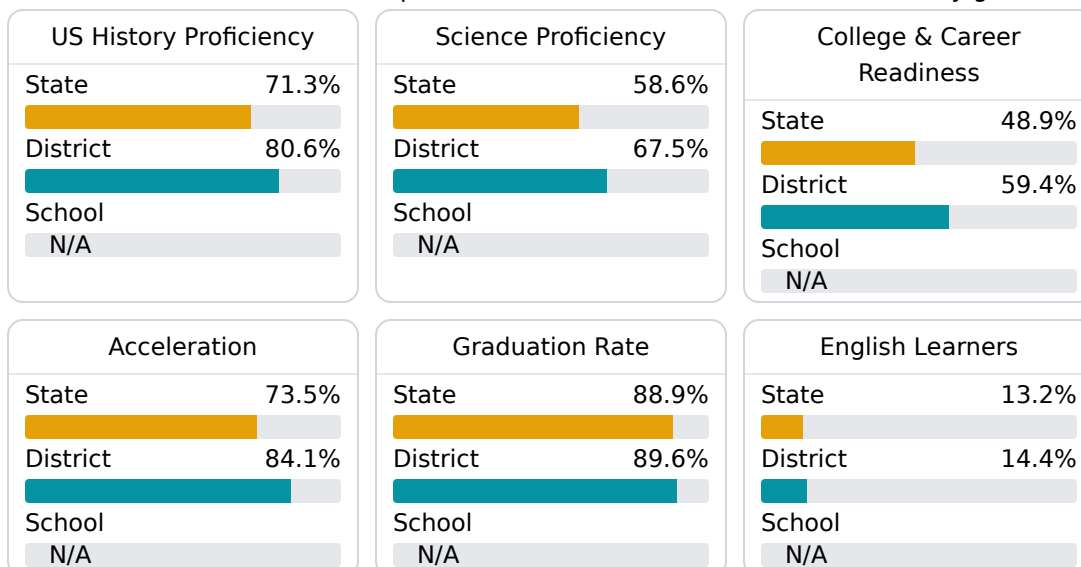 US History Proficiency
State 71.3%
District 80.6%
School
N/A
Science Proficiency
State 58.6%
District 67.5%
School
N/A
College & Career
Readiness
State 48.9%
District 59.4%
School
N/A
Acceleration
State 73.5%
District 84.1%
School
N/A
Graduation Rate
State 88.9%
District 89.6%
School
N/A
English Learners
State 13.2%
District 14.4%
School
N/A